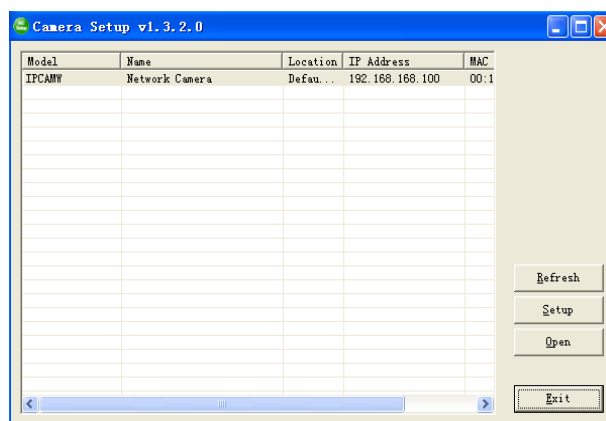 Camera Setup v1.3.2.0
Model Name Location IP Address MAC
IPCAMW Network Camera Defau... 192.168.168.100 00:1
Refresh
Setup
Open
Exit